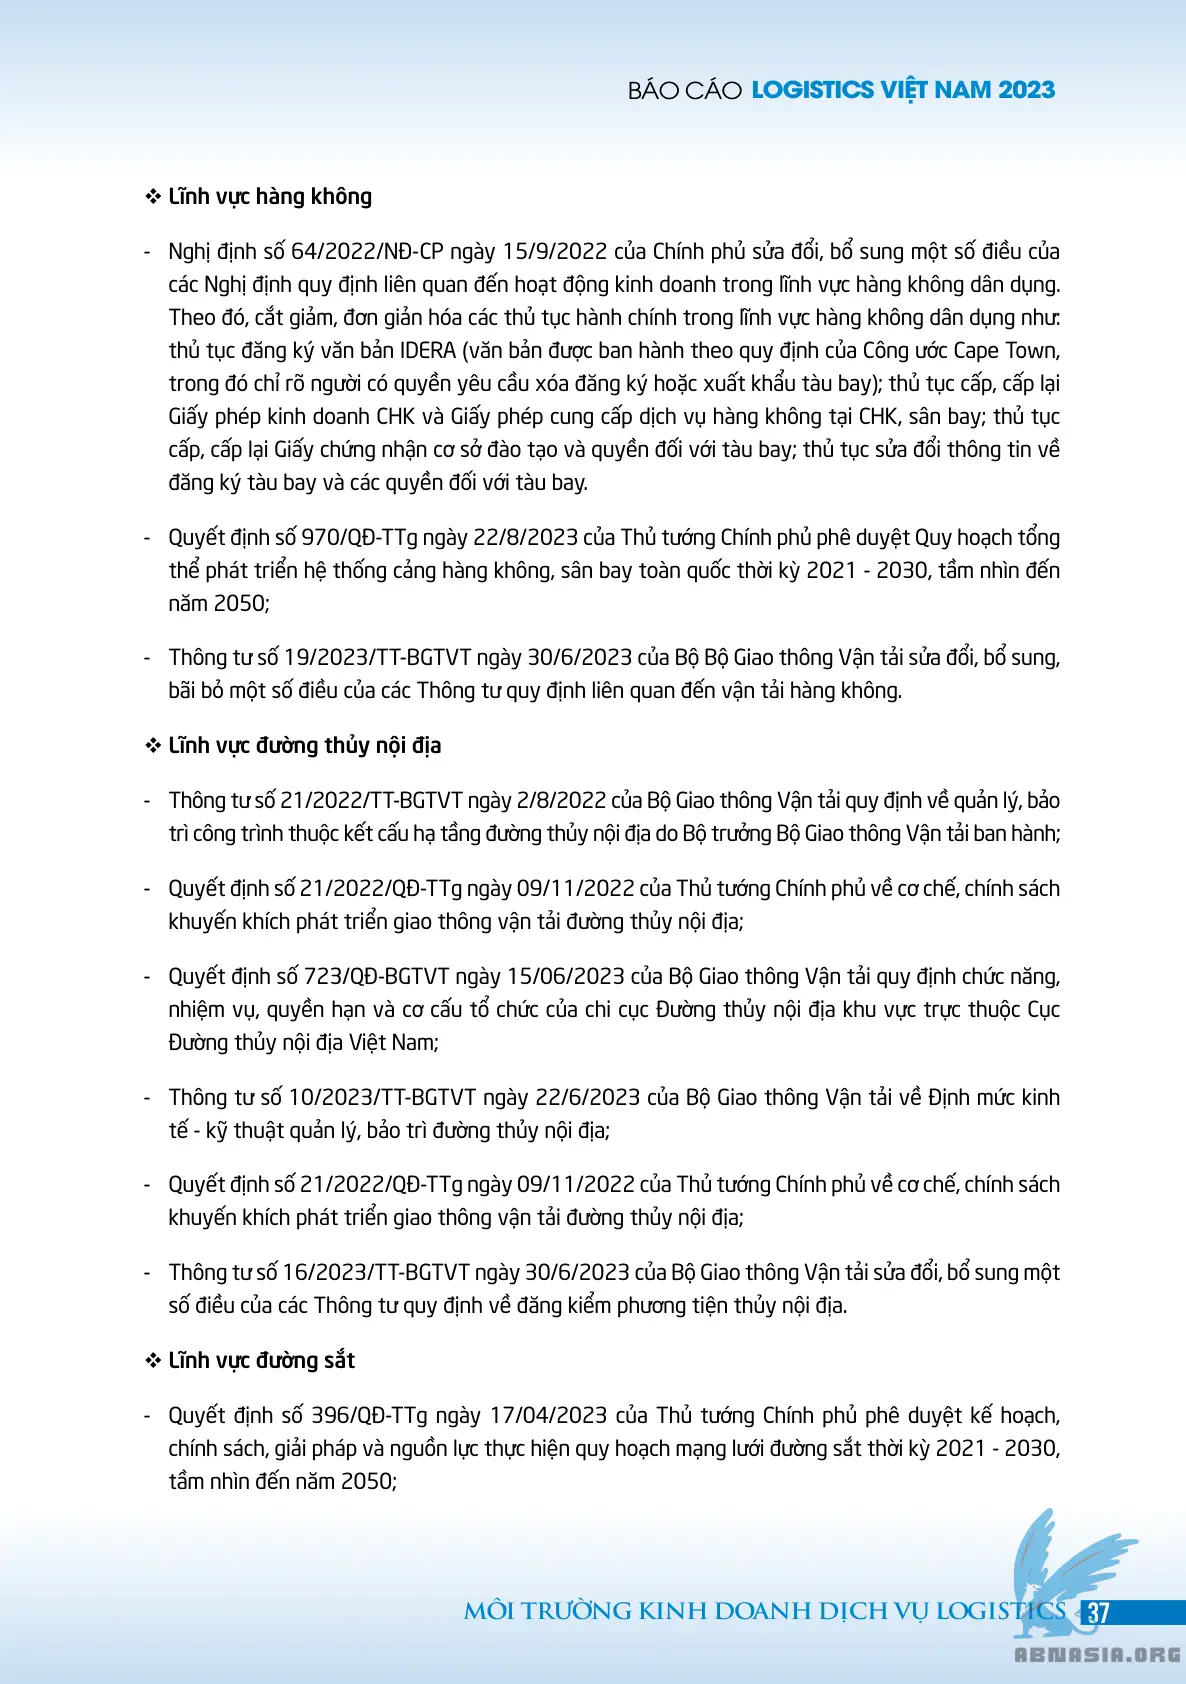 BÁO CÁO LOGISTICS VIỆT NAM 2023
❖ Lĩnh vực hàng không
- Nghị định số 64/2022/NĐ-CP ngày 15/9/2022 của Chính phủ sửa đổi, bổ sung một số điều của
các Nghị định quy định liên quan đến hoạt động kinh doanh trong lĩnh vực hàng không dân dụng.
Theo đó, cắt giảm, đơn giản hóa các thủ tục hành chính trong lĩnh vực hàng không dân dụng như:
thủ tục đăng ký văn bản IDERA (văn bản được ban hành theo quy định của Công ước Cape Town,
trong đó chỉ rõ người có quyền yêu cầu xóa đăng ký hoặc xuất khẩu tàu bay); thủ tục cấp, cấp lại
Giấy phép kinh doanh CHK và Giấy phép cung cấp dịch vụ hàng không tại CHK, sân bay; thủ tục
cấp, cấp lại Giấy chứng nhận cơ sở đào tạo và quyền đối với tàu bay; thủ tục sửa đổi thông tin về
đăng ký tàu bay và các quyền đối với tàu bay.
- Quyết định số 970/QĐ-TTg ngày 22/8/2023 của Thủ tướng Chính phủ phê duyệt Quy hoạch tổng
thể phát triển hệ thống cảng hàng không, sân bay toàn quốc thời kỳ 2021 - 2030, tầm nhìn đến
năm 2050;
- Thông tư số 19/2023/TT-BGTVT ngày 30/6/2023 của Bộ Bộ Giao thông Vận tải sửa đổi, bổ sung,
bãi bỏ một số điều của các Thông tư quy định liên quan đến vận tải hàng không.
❖ Lĩnh vực đường thủy nội địa
- Thông tư số 21/2022/TT-BGTVT ngày 2/8/2022 của Bộ Giao thông Vận tải quy định về quản lý, bảo
trì công trình thuộc kết cấu hạ tầng đường thủy nội địa do Bộ trưởng Bộ Giao thông Vận tải ban hành;
- Quyết định số 21/2022/QĐ-TTg ngày 09/11/2022 của Thủ tướng Chính phủ về cơ chế, chính sách
khuyến khích phát triển giao thông vận tải đường thủy nội địa;
- Quyết định số 723/QĐ-BGTVT ngày 15/06/2023 của Bộ Giao thông Vận tải quy định chức năng,
nhiệm vụ, quyền hạn và cơ cấu tổ chức của chi cục Đường thủy nội địa khu vực trực thuộc Cục
Đường thủy nội địa Việt Nam;
- Thông tư số 10/2023/TT-BGTVT ngày 22/6/2023 của Bộ Giao thông Vận tải về Định mức kinh
tế - kỹ thuật quản lý, bảo trì đường thủy nội địa;
- Quyết định số 21/2022/QĐ-TTg ngày 09/11/2022 của Thủ tướng Chính phủ về cơ chế, chính sách
khuyến khích phát triển giao thông vận tải đường thủy nội địa;
- Thông tư số 16/2023/TT-BGTVT ngày 30/6/2023 của Bộ Giao thông Vận tải sửa đổi, bổ sung một
số điều của các Thông tư quy định về đăng kiểm phương tiện thủy nội địa.
❖ Lĩnh vực đường sắt
- Quyết định số 396/QĐ-TTg ngày 17/04/2023 của Thủ tướng Chính phủ phê duyệt kế hoạch,
chính sách, giải pháp và nguồn lực thực hiện quy hoạch mạng lưới đường sắt thời kỳ 2021 - 2030,
tầm nhìn đến năm 2050;
MÔI TRƯỜNG KINH DOANH DỊCH VỤ LOGISTICS 37
ABNASIA.ORG